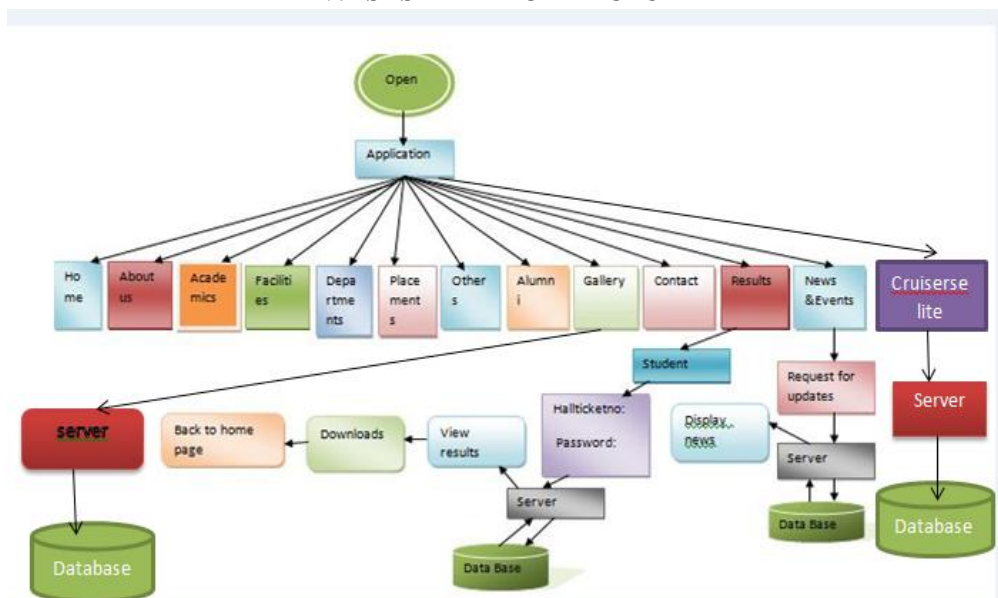 Open
Application
Ho
me
About
us
Acade
mics
Faciliti
es
Depa
rtme
nts
Place
ment
s
Other
s
Alumn
i
Gallery
Contact
Results
News
&Events
Cruiserse
lite
Student
Request for
updates
Server
server
Back to home
page
Downloads
View
results
Hallticketno:
Password:
Display
news
Server
Server
Data Base
Database
Database
Data Base